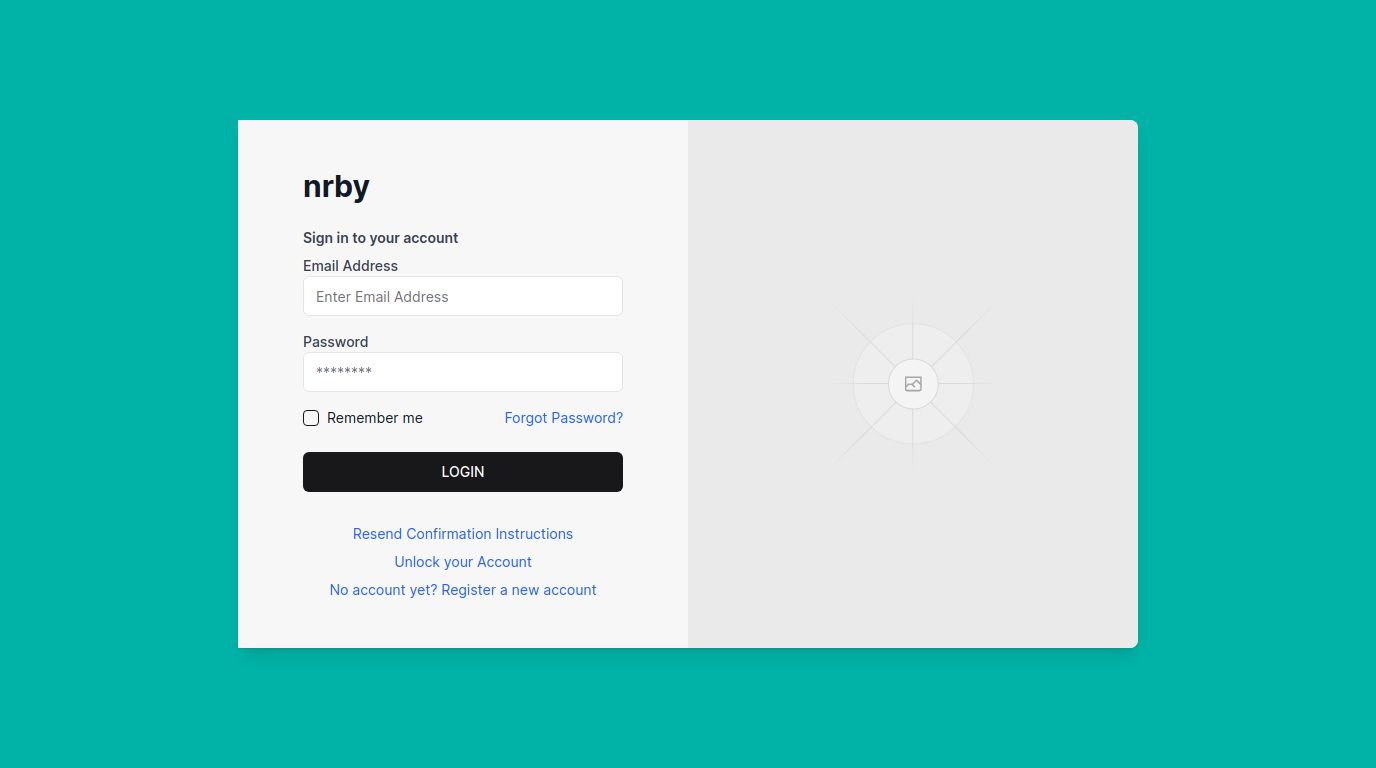 nrby
Sign in to your account
Email Address
Enter Email Address
Password
********
Remember me
Forgot Password?
LOGIN
Resend Confirmation Instructions
Unlock your Account
No account yet? Register a new account